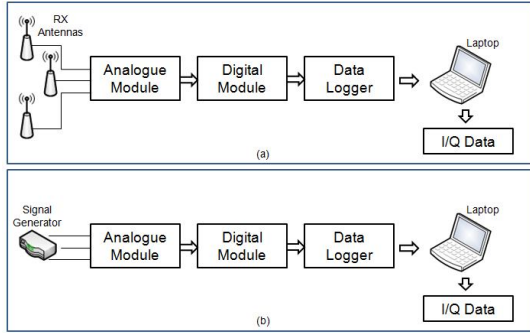 RX
Antennas
Analogue
Module
Digital
Module
Data
Logger
Laptop
I/Q Data
(a)
Signal
Generator
Analogue
Module
Digital
Module
Data
Logger
Laptop
I/Q Data
(b)